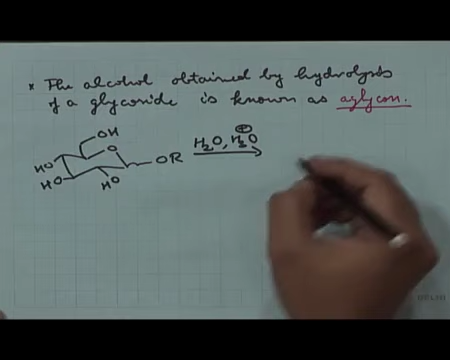 * The alcohol obtained by hydrolysis
of a glycoside is known as aglycon.
OH
O
HO
HO
HO
OR
H₂O, H₃O⊕